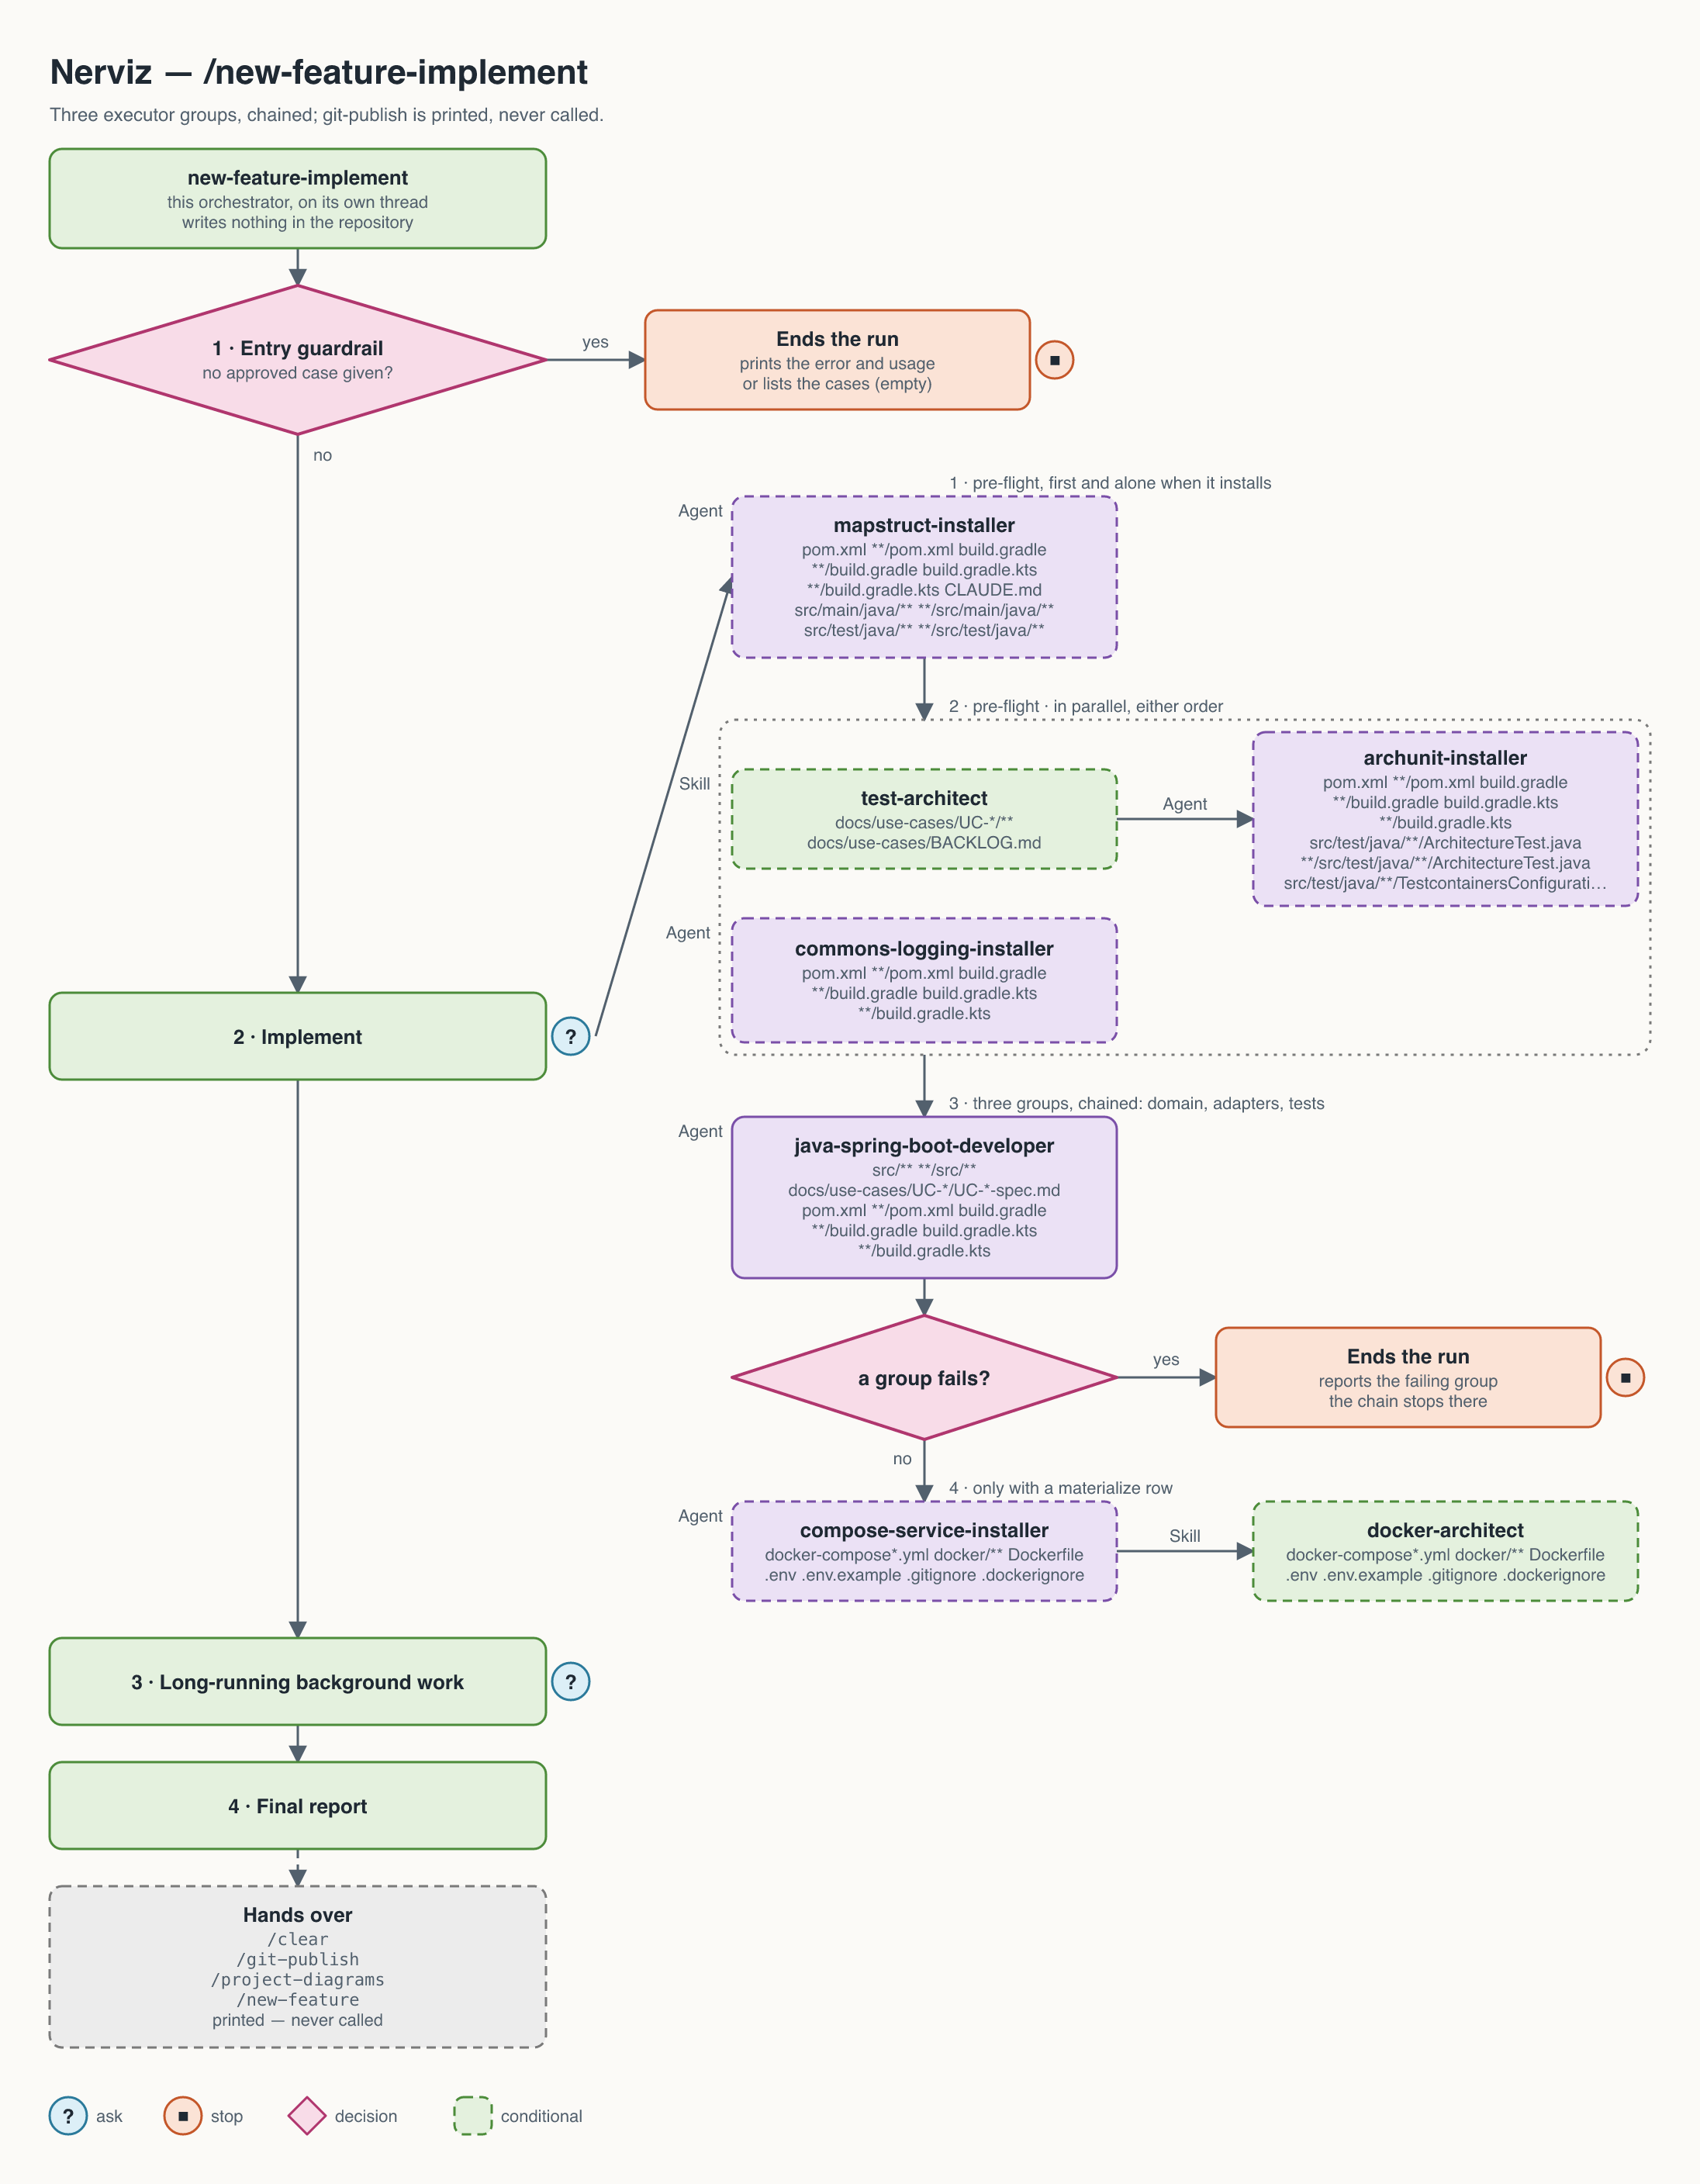 Nerviz — /new-feature-implement
Three executor groups, chained; git-publish is printed, never called.
new-feature-implement
this orchestrator, on its own thread
writes nothing in the repository
1 · Entry guardrail
no approved case given?
yes
Ends the run
prints the error and usage
or lists the cases (empty)
■
no
1 · pre-flight, first and alone when it installs
Agent
mapstruct-installer
pom.xml **/pom.xml build.gradle
**/build.gradle build.gradle.kts
**/build.gradle.kts CLAUDE.md
src/main/java/** **/src/main/java/**
src/test/java/** **/src/test/java/**
2 · pre-flight · in parallel, either order
Skill
test-architect
docs/use-cases/UC-*/**
docs/use-cases/BACKLOG.md
Agent
archunit-installer
pom.xml **/pom.xml build.gradle
**/build.gradle build.gradle.kts
**/build.gradle.kts
src/test/java/**/ArchitectureTest.java
**/src/test/java/**/ArchitectureTest.java
src/test/java/**/TestcontainersConfigurati…
Agent
commons-logging-installer
pom.xml **/pom.xml build.gradle
**/build.gradle build.gradle.kts
**/build.gradle.kts
2 · Implement
?
3 · three groups, chained: domain, adapters, tests
Agent
java-spring-boot-developer
src/** **/src/**
docs/use-cases/UC-*/UC-*-spec.md
pom.xml **/pom.xml build.gradle
**/build.gradle build.gradle.kts
**/build.gradle.kts
a group fails?
yes
Ends the run
reports the failing group
the chain stops there
■
no
4 · only with a materialize row
Agent
compose-service-installer
docker-compose*.yml docker/** Dockerfile
.env .env.example .gitignore .dockerignore
Skill
docker-architect
docker-compose*.yml docker/** Dockerfile
.env .env.example .gitignore .dockerignore
3 · Long-running background work
?
4 · Final report
Hands over
/clear
/git-publish
/project-diagrams
/new-feature
printed — never called
? ask
■ stop
decision
conditional